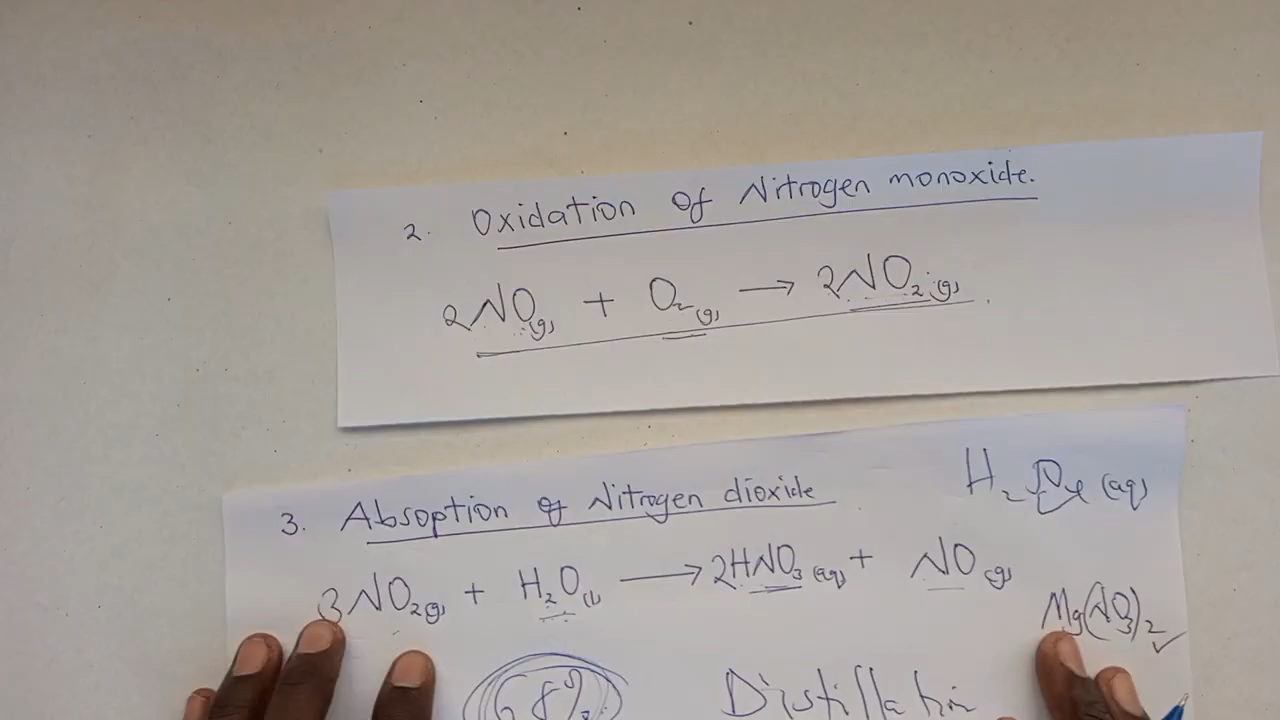 2. Oxidation of Nitrogen monoxide.
2NO(g) + O2(g) → 2NO2(g)
3. Absoption of Nitrogen dioxide
H2SO4 (aq)
3NO2(g) + H2O(l) → 2HNO3(aq) + NO(g)
Mg(NO3)2
68%
Distillation